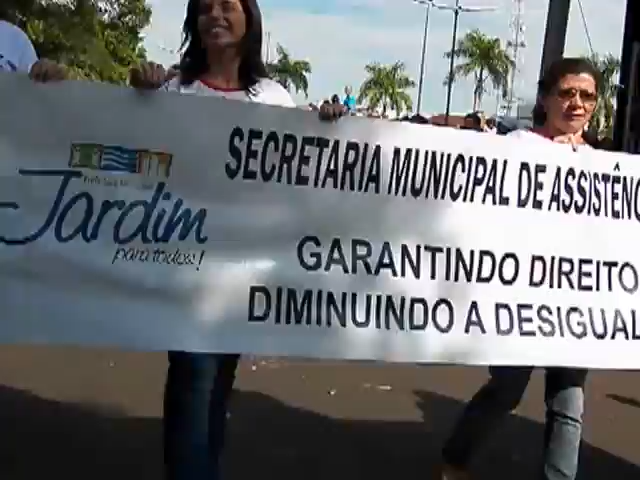 Jardim
para todos!
SECRETARIA MUNICIPAL DE ASSISTÊNC
GARANTINDO DIREITO
DIMINUINDO A DESIGUAL